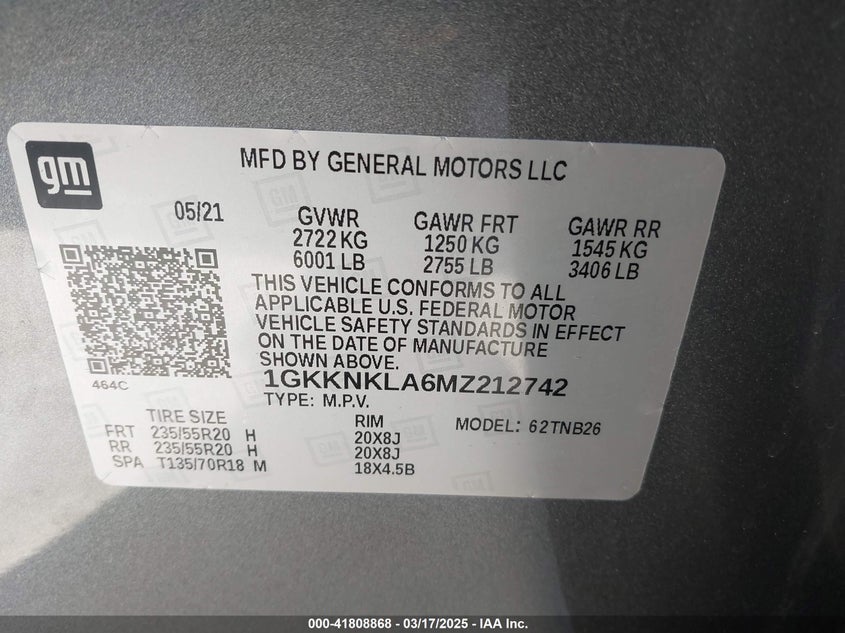 gm
MFD BY GENERAL MOTORS LLC
05/21
GVWR
2722 KG
6001 LB
GAWR FRT
1250 KG
2755 LB
GAWR RR
1545 KG
3406 LB
THIS VEHICLE CONFORMS TO ALL
APPLICABLE U.S. FEDERAL MOTOR
VEHICLE SAFETY STANDARDS IN EFFECT
ON THE DATE OF MANUFACTURE
SHOWN ABOVE.
464C
1GKKNKLA6MZ212742
TYPE: M.P.V.
MODEL: 62TNB26
TIRE SIZE RIM
FRT 235/55R20 H 20X8J
RR 235/55R20 H 20X8J
SPA T135/70R18 M 18X4.5B
000-41808868 - 03/17/2025 - IAA Inc.